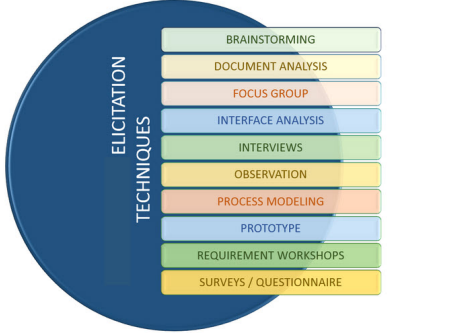 ELICITATION
TECHNIQUES
BRAINSTORMING
DOCUMENT ANALYSIS
FOCUS GROUP
INTERFACE ANALYSIS
INTERVIEWS
OBSERVATION
PROCESS MODELING
PROTOTYPE
REQUIREMENT WORKSHOPS
SURVEYS / QUESTIONNAIRE